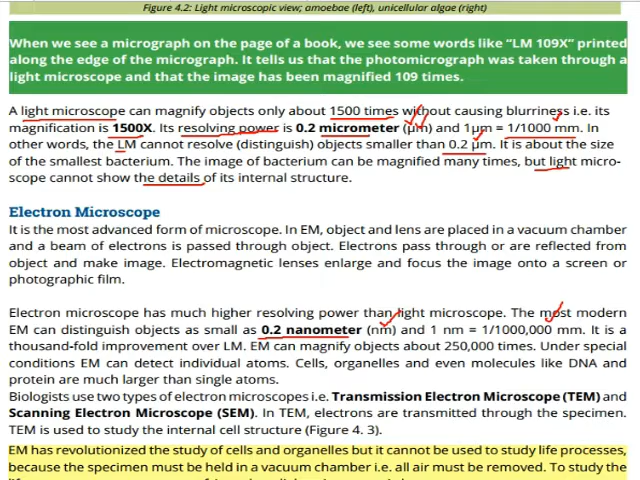 Figure 4.2: Light microscopic view; amoebae (left), unicellular algae (right)
When we see a micrograph on the page of a book, we see some words like "LM 109X" printed
along the edge of the micrograph. It tells us that the photomicrograph was taken through a
light microscope and that the image has been magnified 109 times.
A light microscope can magnify objects only about 1500 times without causing blurriness i.e. its
magnification is 1500X. Its resolving power is 0.2 micrometer (µm) and 1µm = 1/1000 mm. In
other words, the LM cannot resolve (distinguish) objects smaller than 0.2 µm. It is about the size
of the smallest bacterium. The image of bacterium can be magnified many times, but light micro-
scope cannot show the details of its internal structure.
Electron Microscope
It is the most advanced form of microscope. In EM, object and lens are placed in a vacuum chamber
and a beam of electrons is passed through object. Electrons pass through or are reflected from
object and make image. Electromagnetic lenses enlarge and focus the image onto a screen or
photographic film.
Electron microscope has much higher resolving power than light microscope. The most modern
EM can distinguish objects as small as 0.2 nanometer (nm) and 1 nm = 1/1000,000 mm. It is a
thousand-fold improvement over LM. EM can magnify objects about 250,000 times. Under special
conditions EM can detect individual atoms. Cells, organelles and even molecules like DNA and
protein are much larger than single atoms.
Biologists use two types of electron microscopes i.e. Transmission Electron Microscope (TEM) and
Scanning Electron Microscope (SEM). In TEM, electrons are transmitted through the specimen.
TEM is used to study the internal cell structure (Figure 4. 3).
EM has revolutionized the study of cells and organelles but it cannot be used to study life processes,
because the specimen must be held in a vacuum chamber i.e. all air must be removed. To study the